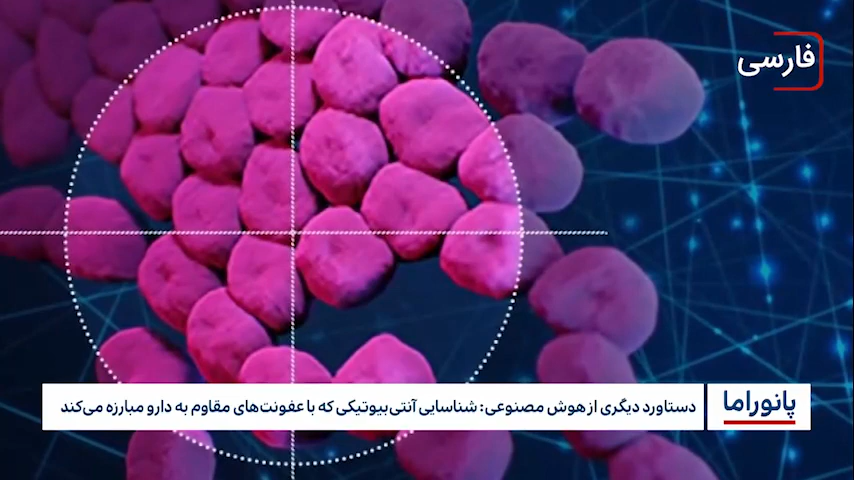 فارسی
پانوراما
دستاورد دیگری از هوش مصنوعی: شناسایی آنتی‌بیوتیکی که با عفونت‌های مقاوم به دارو مبارزه می‌کند